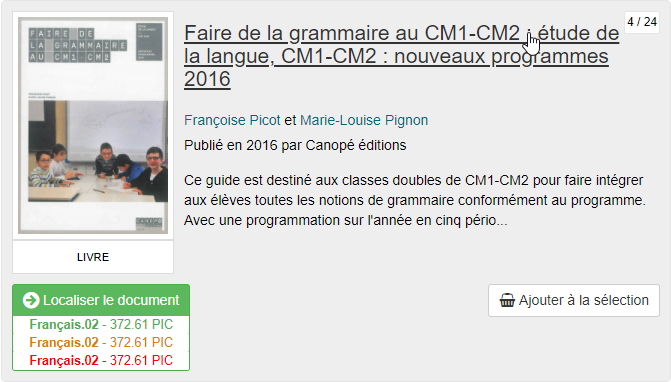 4 / 24
FAIRE DE
LA GRAMMAIRE
AU CM1-CM2
Faire de la grammaire au CM1-CM2 : étude de
la langue, CM1-CM2 : nouveaux programmes
2016
Françoise Picot et Marie-Louise Pignon
Publié en 2016 par Canopé éditions
Ce guide est destiné aux classes doubles de CM1-CM2 pour faire intégrer
aux élèves toutes les notions de grammaire conformément au programme.
Avec une programmation sur l'année en cinq pério...
LIVRE
Localiser le document
Français.02 - 372.61 PIC
Français.02 - 372.61 PIC
Français.02 - 372.61 PIC
Ajouter à la sélection